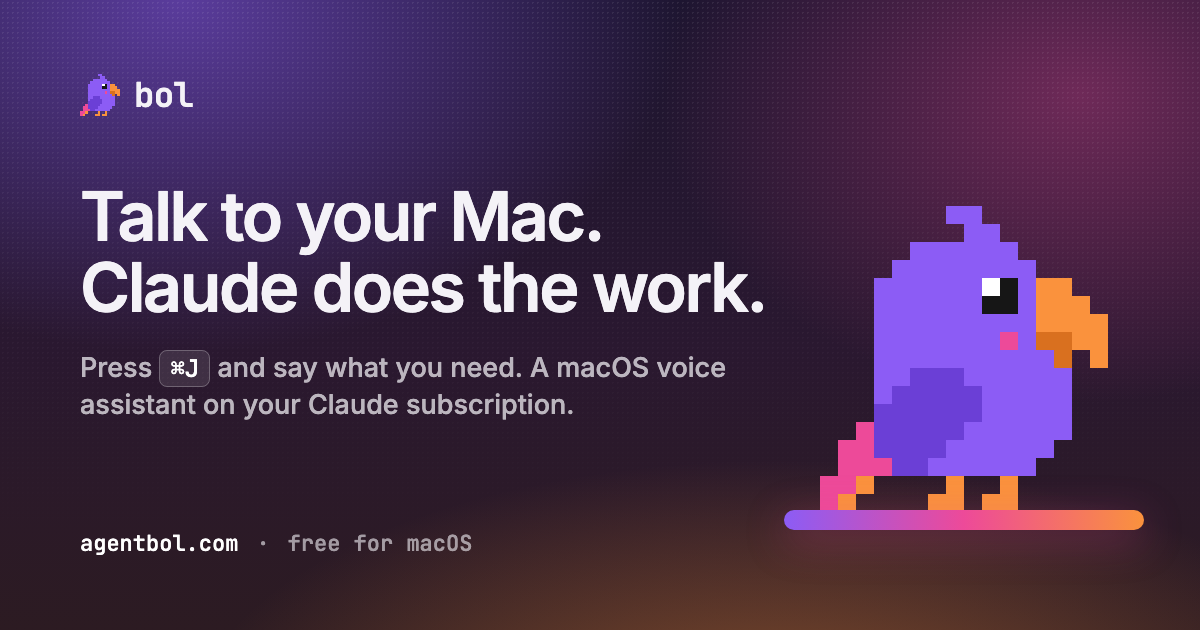 bol
Talk to your Mac.
Claude does the work.
Press ⌘J and say what you need. A macOS voice
assistant on your Claude subscription.
agentbol.com · free for macOS